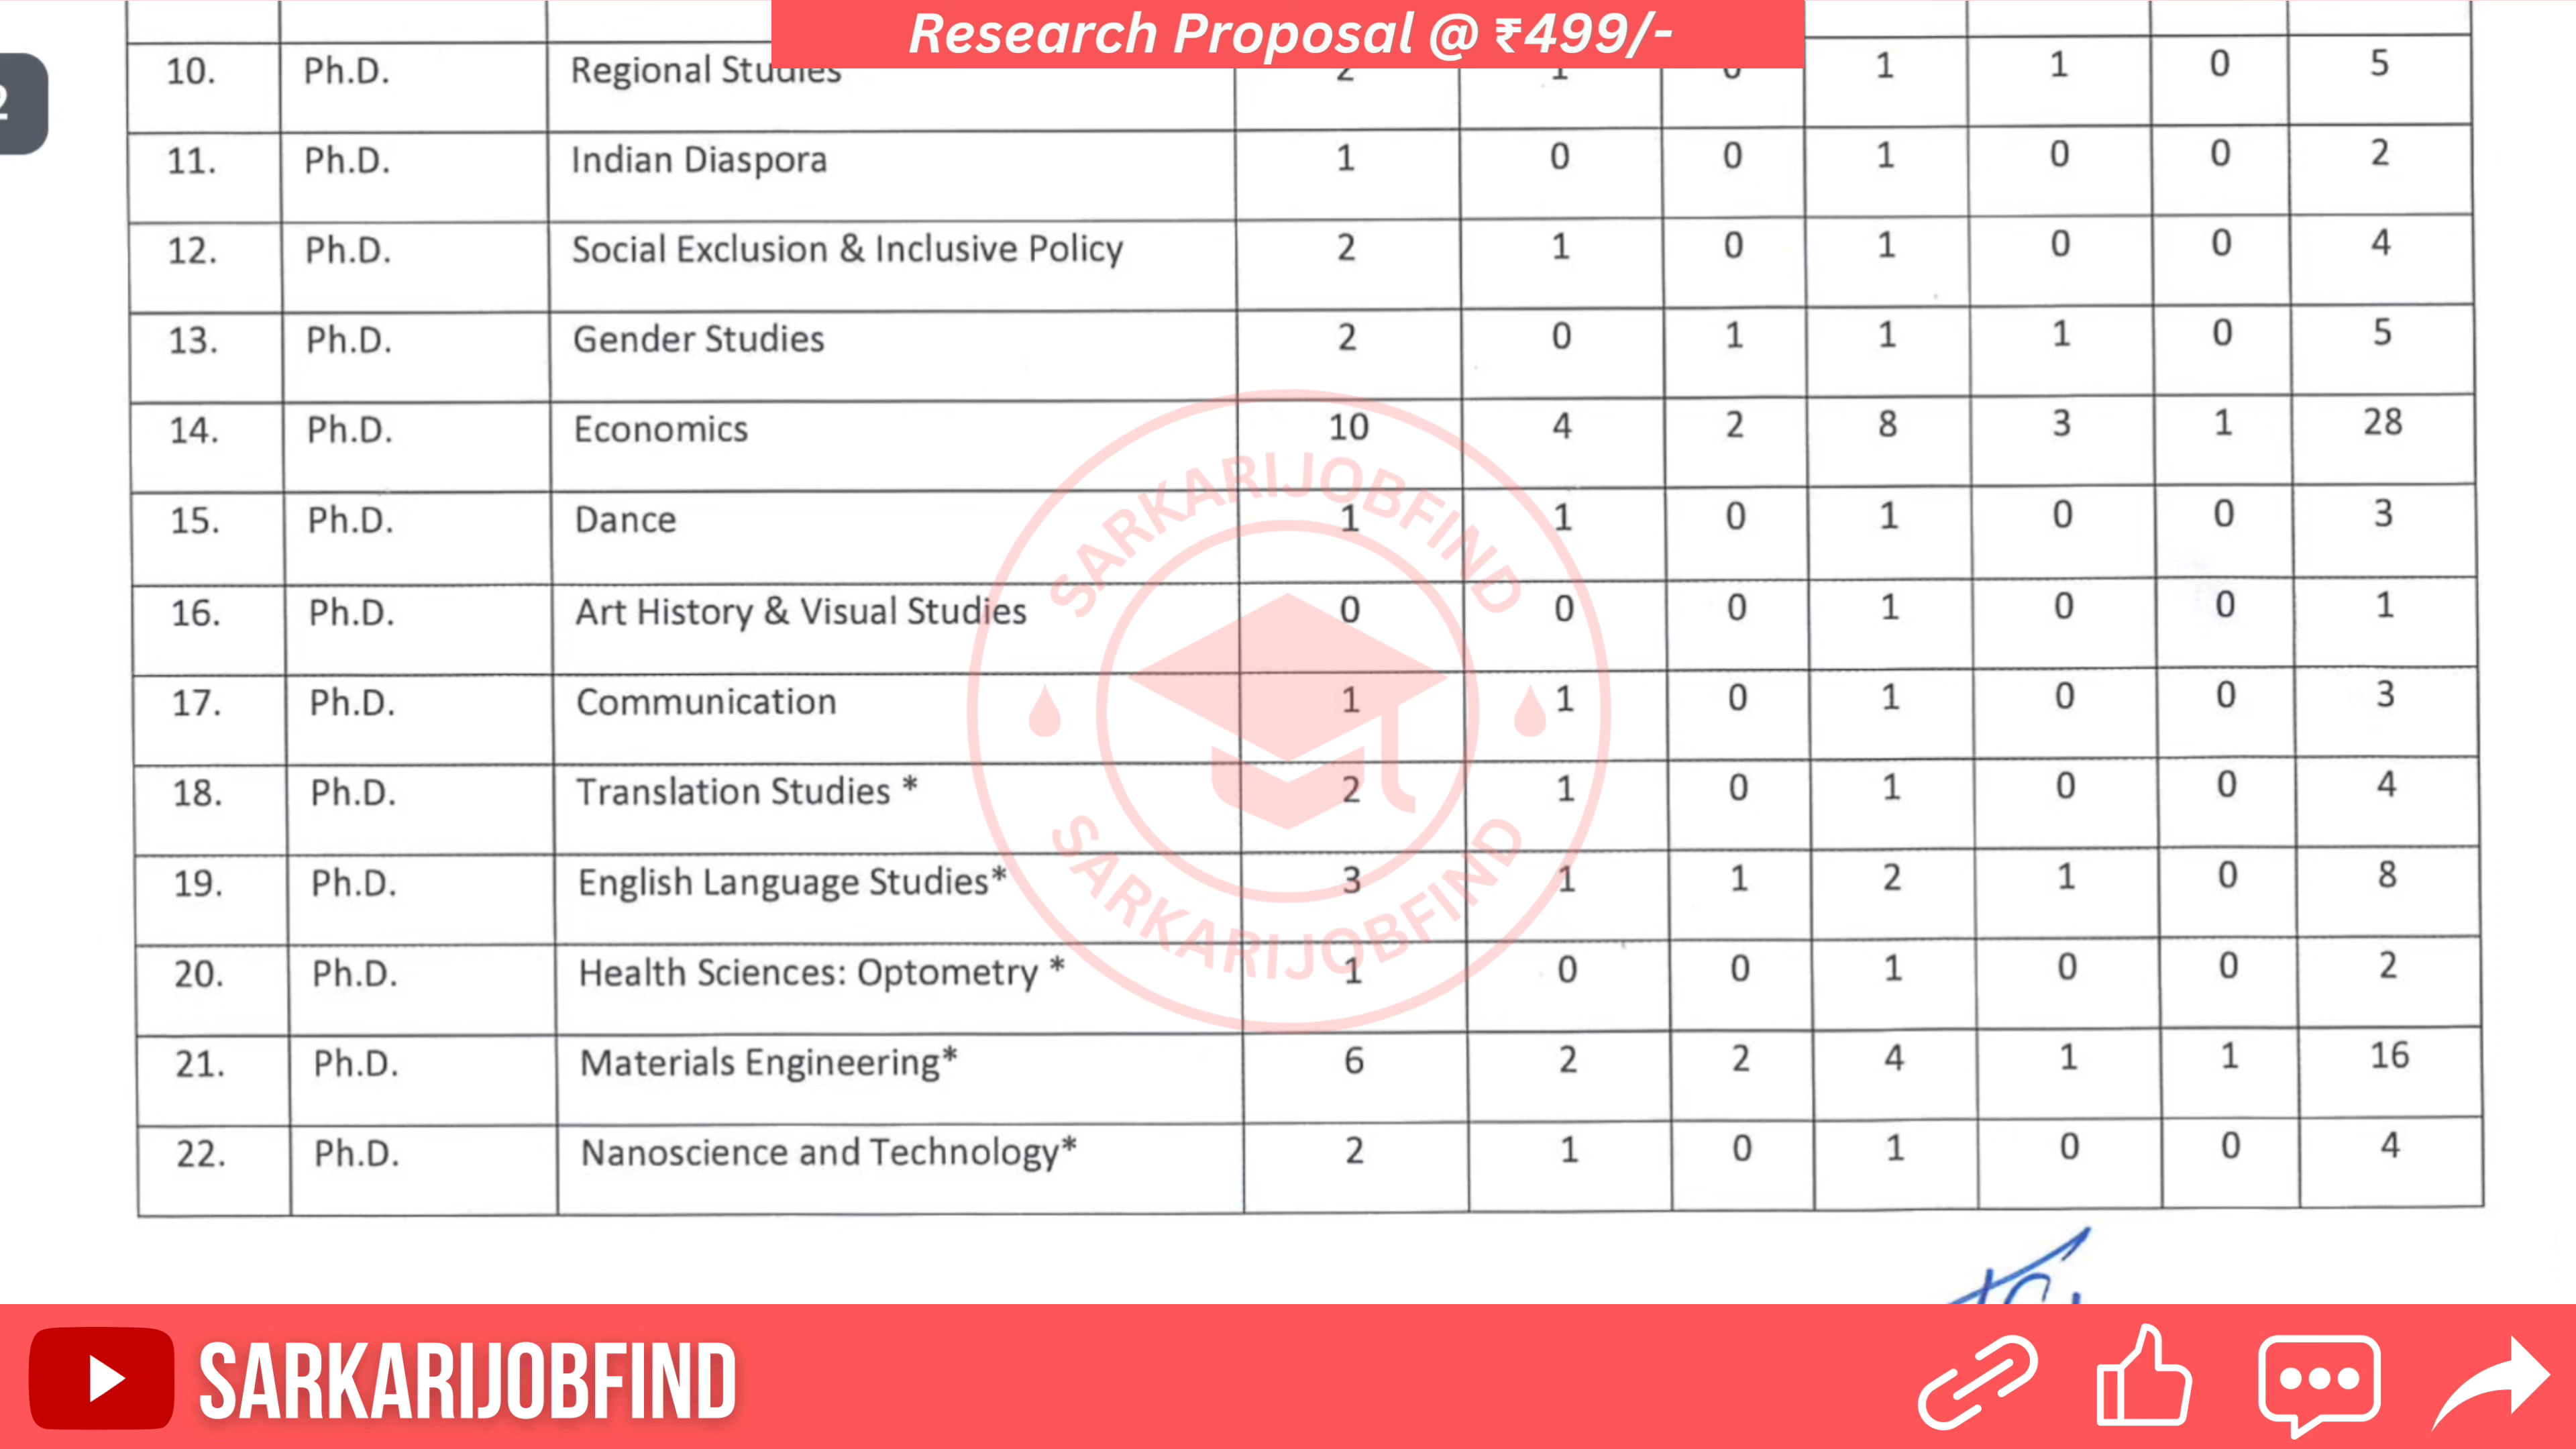 Research Proposal @ ₹499/-
2
10. Ph.D. Regional Studies 2 1 0 1 1 0 5
11. Ph.D. Indian Diaspora 1 0 0 1 0 0 2
12. Ph.D. Social Exclusion & Inclusive Policy 2 1 0 1 0 0 4
13. Ph.D. Gender Studies 2 0 1 1 1 0 5
14. Ph.D. Economics 10 4 2 8 3 1 28
15. Ph.D. Dance 1 1 0 1 0 0 3
16. Ph.D. Art History & Visual Studies 0 0 0 1 0 0 1
17. Ph.D. Communication 1 1 0 1 0 0 3
18. Ph.D. Translation Studies * 2 1 0 1 0 0 4
19. Ph.D. English Language Studies* 3 1 1 2 1 0 8
20. Ph.D. Health Sciences: Optometry * 1 0 0 1 0 0 2
21. Ph.D. Materials Engineering* 6 2 2 4 1 1 16
22. Ph.D. Nanoscience and Technology* 2 1 0 1 0 0 4
SARKARIJOBFIND
SARKARIJOBFIND
SARKARIJOBFIND